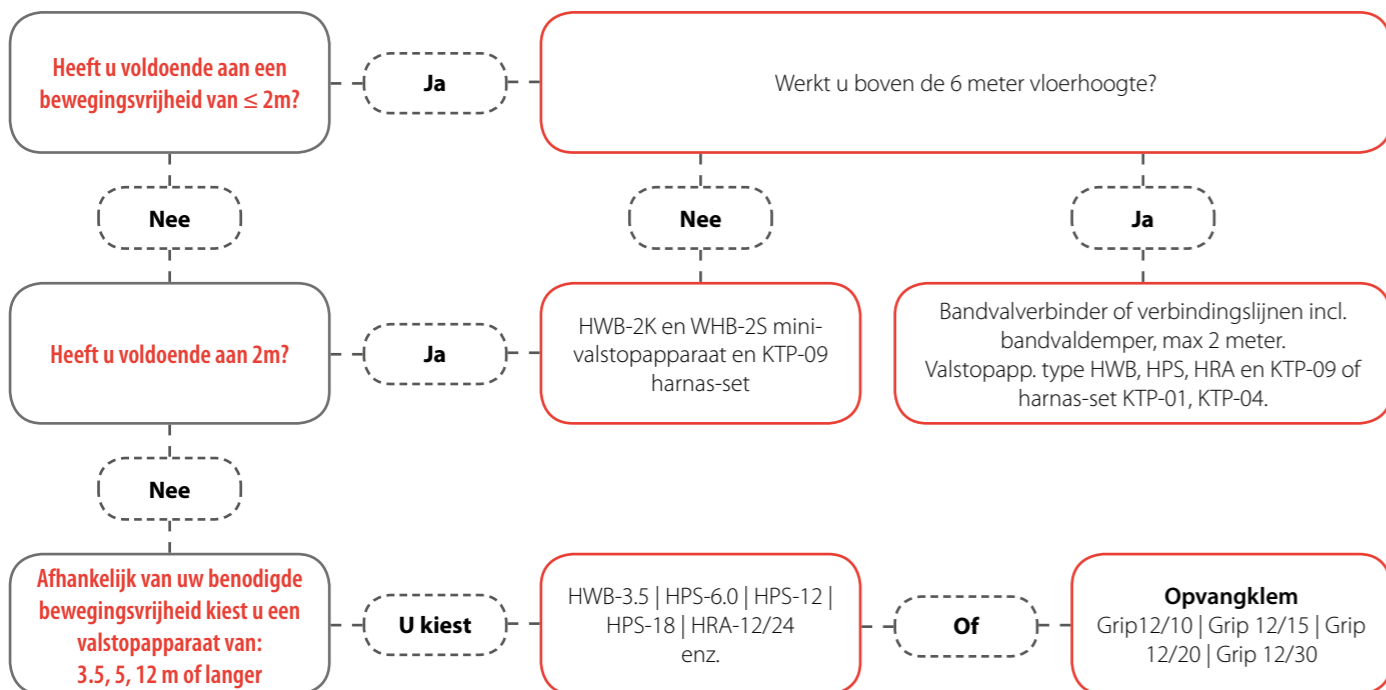 Heeft u voldoende aan een
bewegingsvrijheid van ≤ 2m?
Ja
Werkt u boven de 6 meter vloerhoogte?
Nee
Nee
Ja
Heeft u voldoende aan 2m?
Ja
HWB-2K en WHB-2S mini-
valstopapparaat en KTP-09
harnas-set
Bandvalverbinder of verbindingslijnen incl.
bandvaldemper, max 2 meter.
Valstopapp. type HWB, HPS, HRA en KTP-09 of
harnas-set KTP-01, KTP-04.
Nee
Afhankelijk van uw benodigde
bewegingsvrijheid kiest u een
valstopapparaat van:
3.5, 5, 12 m of langer
U kiest
HWB-3.5 | HPS-6.0 | HPS-12 |
HPS-18 | HRA-12/24
enz.
Of
Opvangklem
Grip12/10 | Grip 12/15 | Grip
12/20 | Grip 12/30